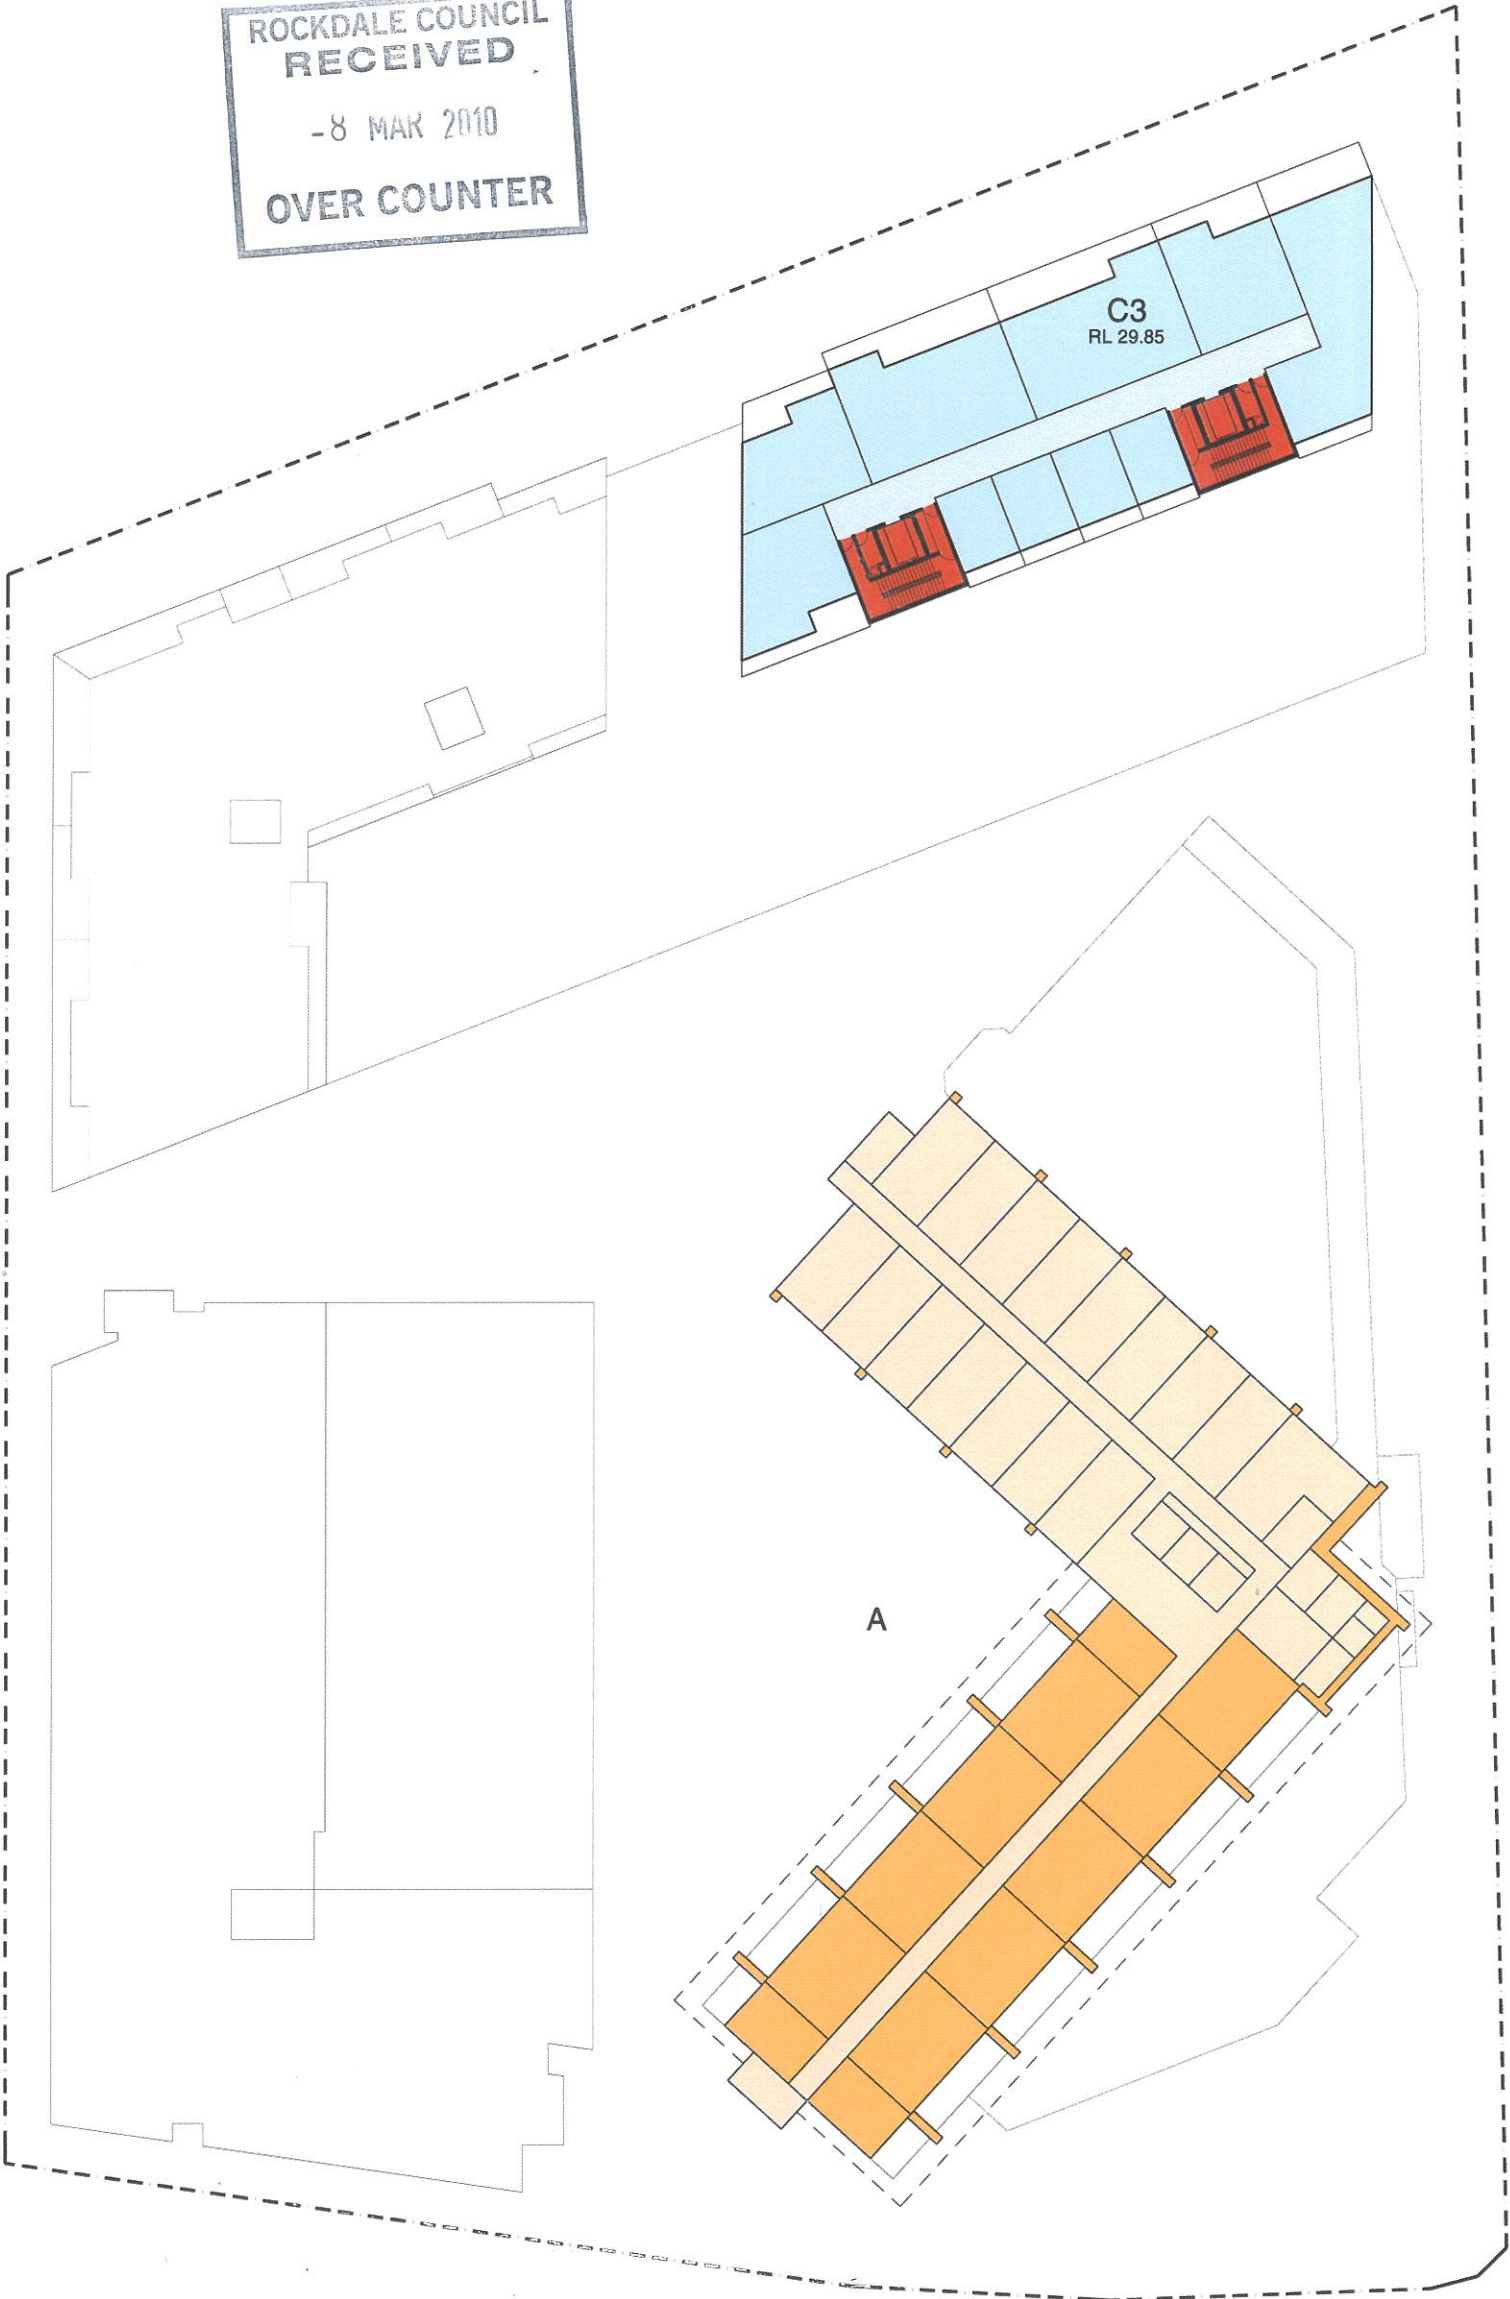 ROCKDALE COUNCIL
RECEIVED
-8 MAR 2010
OVER COUNTER
C3
RL 29.85
A